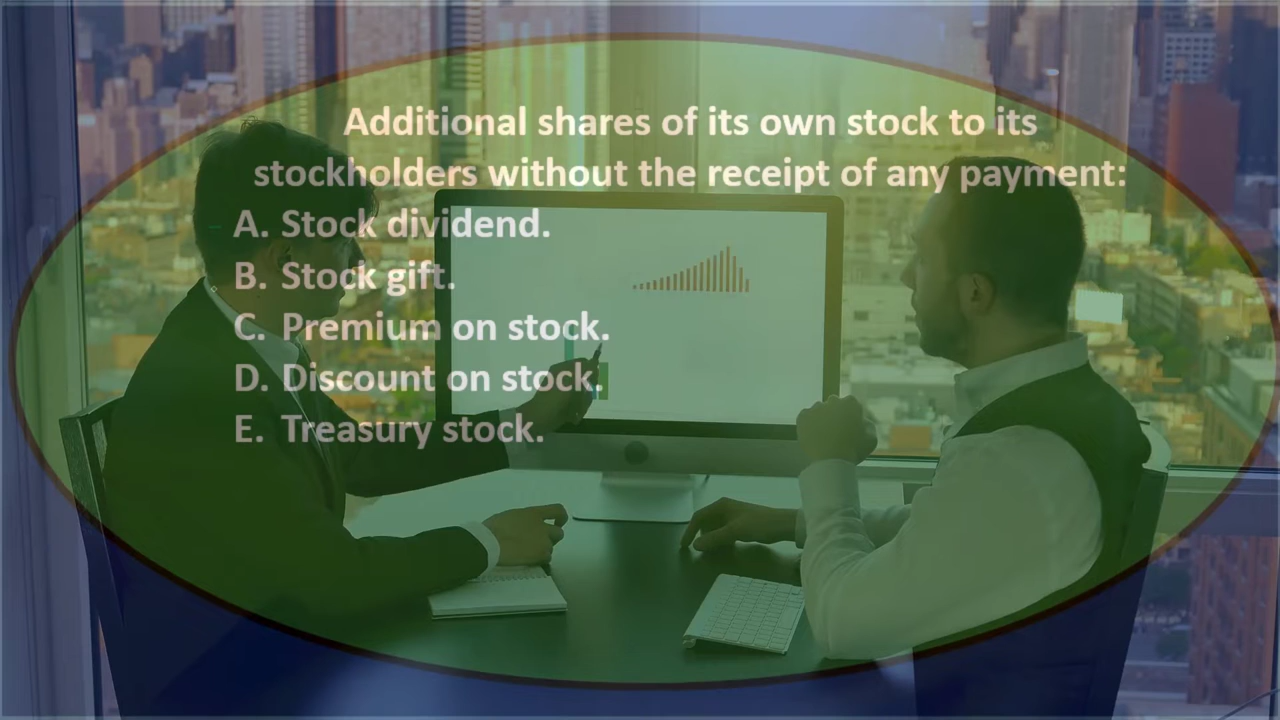 Additional shares of its own stock to its
stockholders without the receipt of any payment:
A. Stock dividend.
B. Stock gift.
C. Premium on stock.
D. Discount on stock.
E. Treasury stock.